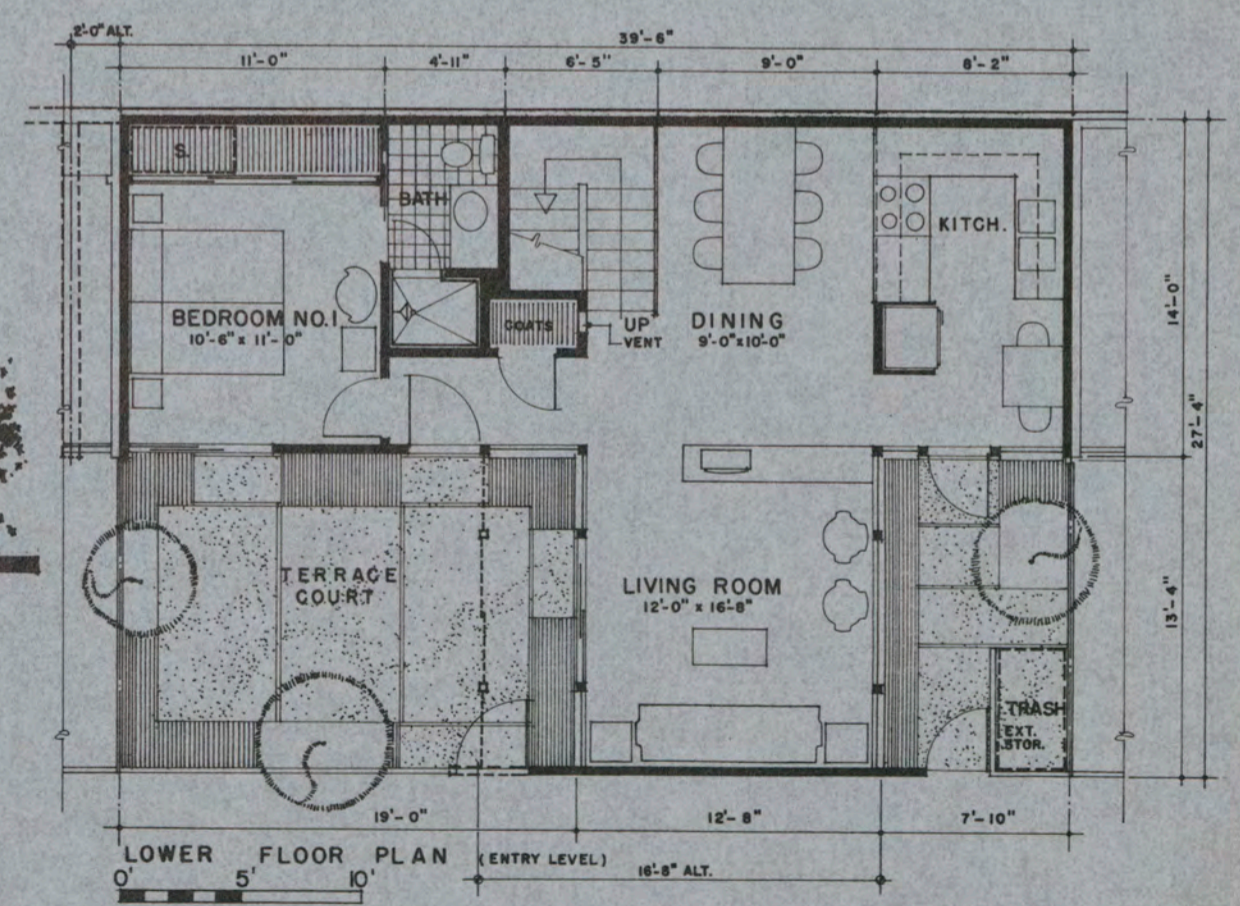 2'-0" ALT.
39'-6"
11'-0" 4'-11" 6'-5" 9'-0" 8'-2"
S.
BATH
KITCH.
BEDROOM NO.1
10'-6" x 11'-0"
COATS
UP
VENT
DINING
9'-0" x 10'-0"
14'-0"
27'-4"
TERRACE
COURT
LIVING ROOM
12'-0" x 16'-8"
13'-4"
TRASH
EXT.
STOR.
19'-0" 12'-8" 7'-10"
LOWER FLOOR PLAN (ENTRY LEVEL)
16'-8" ALT.
0' 5' 10'